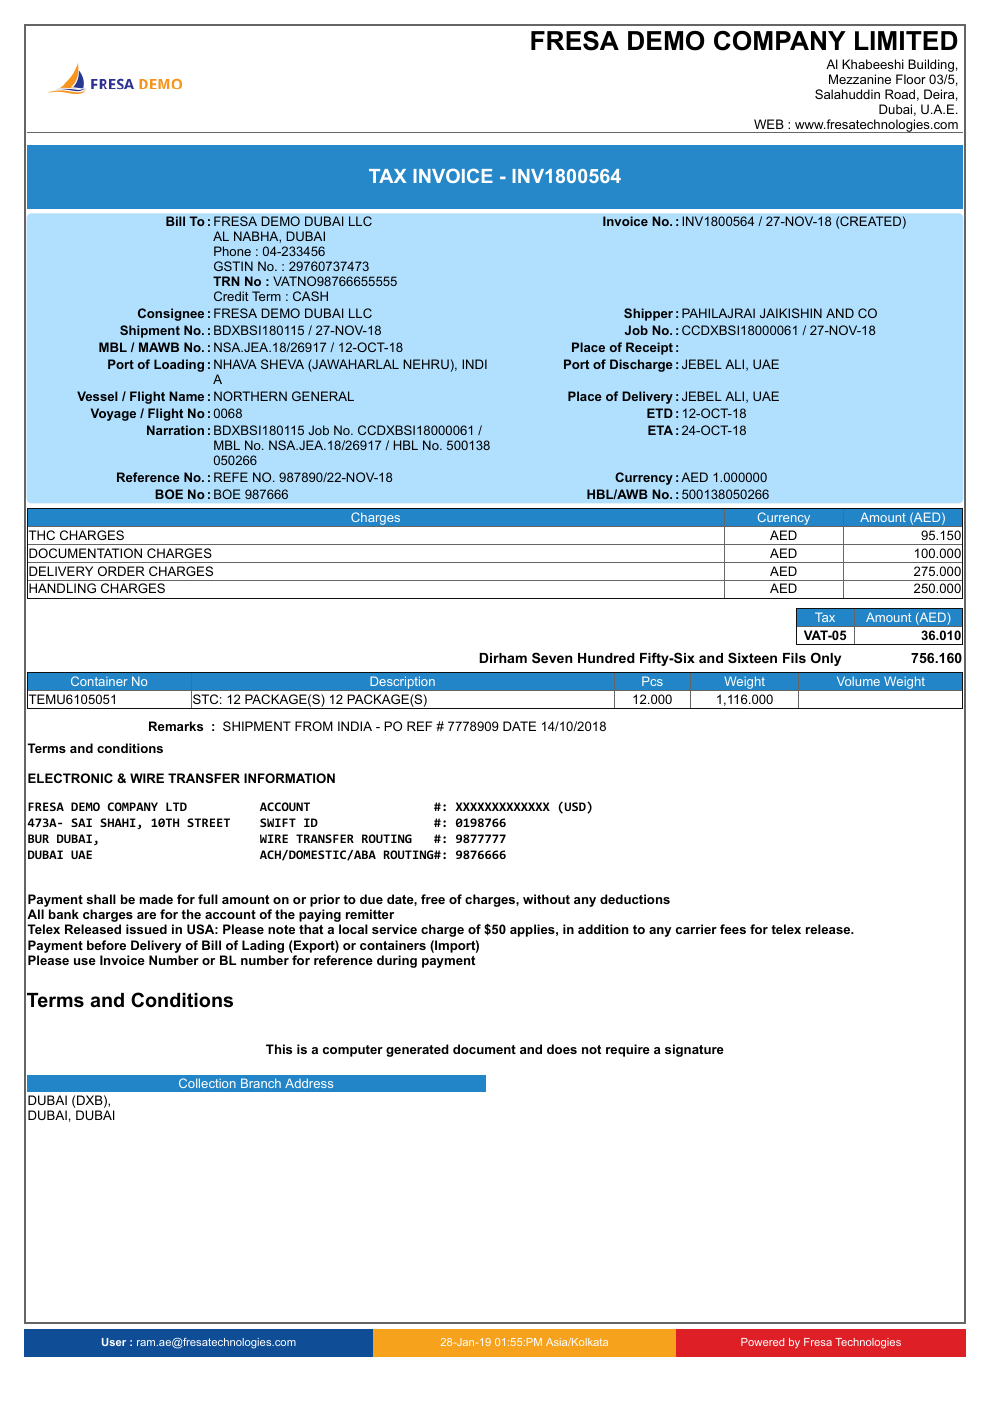 FRESA DEMO COMPANY LIMITED
Al Khabeeshi Building,
Mezzanine Floor 03/5,
Salahuddin Road, Deira,
Dubai, U.A.E.
WEB : www.fresatechnologies.com
FRESA DEMO
TAX INVOICE - INV1800564
Bill To : FRESA DEMO DUBAI LLC
AL NABHA, DUBAI
Phone : 04-233456
GSTIN No. : 29760737473
TRN No : VATNO98766655555
Credit Term : CASH
Invoice No. : INV1800564 / 27-NOV-18 (CREATED)
Consignee : FRESA DEMO DUBAI LLC Shipper : PAHILAJRAI JAIKISHIN AND CO
Shipment No. : BDXBSI180115 / 27-NOV-18 Job No. : CCDXBSI18000061 / 27-NOV-18
MBL / MAWB No. : NSA.JEA.18/26917 / 12-OCT-18 Place of Receipt :
Port of Loading : NHAVA SHEVA (JAWAHARLAL NEHRU), INDI Port of Discharge : JEBEL ALI, UAE
A
Vessel / Flight Name : NORTHERN GENERAL Place of Delivery : JEBEL ALI, UAE
Voyage / Flight No : 0068 ETD : 12-OCT-18
Narration : BDXBSI180115 Job No. CCDXBSI18000061 / ETA : 24-OCT-18
MBL No. NSA.JEA.18/26917 / HBL No. 500138
050266
Reference No. : REFE NO. 987890/22-NOV-18 Currency : AED 1.000000
BOE No : BOE 987666 HBL/AWB No. : 500138050266
Charges Currency Amount (AED)
THC CHARGES AED 95.150
DOCUMENTATION CHARGES AED 100.000
DELIVERY ORDER CHARGES AED 275.000
HANDLING CHARGES AED 250.000
Tax Amount (AED)
VAT-05 36.010
Dirham Seven Hundred Fifty-Six and Sixteen Fils Only 756.160
Container No Description Pcs Weight Volume Weight
TEMU6105051 STC: 12 PACKAGE(S) 12 PACKAGE(S) 12.000 1,116.000
Remarks : SHIPMENT FROM INDIA - PO REF # 7778909 DATE 14/10/2018
Terms and conditions
ELECTRONIC & WIRE TRANSFER INFORMATION
FRESA DEMO COMPANY LTD ACCOUNT #: XXXXXXXXXXXXX (USD)
473A- SAI SHAHI, 10TH STREET SWIFT ID #: 0198766
BUR DUBAI, WIRE TRANSFER ROUTING #: 9877777
DUBAI UAE ACH/DOMESTIC/ABA ROUTING#: 9876666
Payment shall be made for full amount on or prior to due date, free of charges, without any deductions
All bank charges are for the account of the paying remitter
Telex Released issued in USA: Please note that a local service charge of $50 applies, in addition to any carrier fees for telex release.
Payment before Delivery of Bill of Lading (Export) or containers (Import)
Please use Invoice Number or BL number for reference during payment
Terms and Conditions
This is a computer generated document and does not require a signature
Collection Branch Address
DUBAI (DXB),
DUBAI, DUBAI
User : ram.ae@fresatechnologies.com 28-Jan-19 01:55:PM Asia/Kolkata Powered by Fresa Technologies